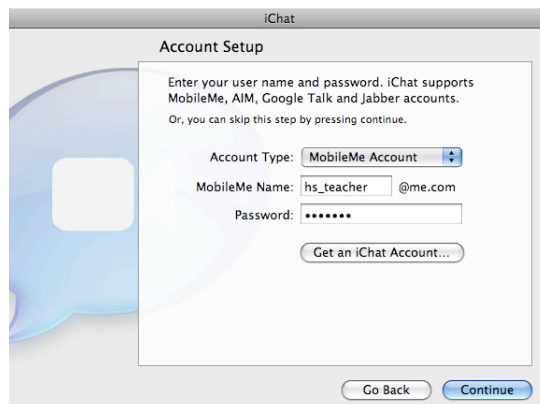 iChat
Account Setup
Enter your user name and password. iChat supports
MobileMe, AIM, Google Talk and Jabber accounts.
Or, you can skip this step by pressing continue.
Account Type: MobileMe Account
MobileMe Name: hs_teacher @me.com
Password: •••••••
Get an iChat Account...
Go Back Continue